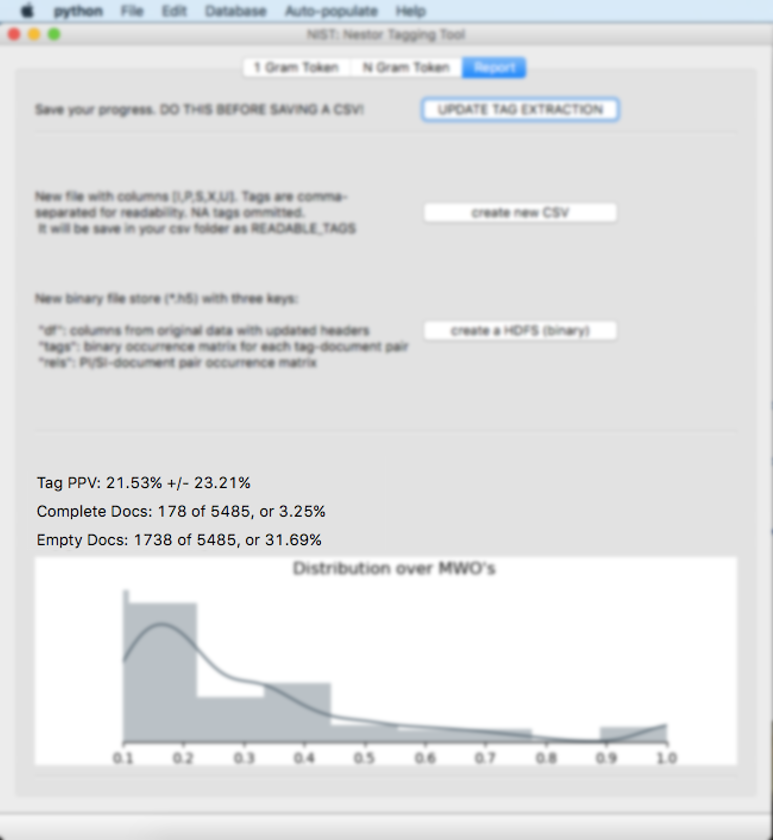 python File Edit Database Auto-populate Help
NIST: Nestor Tagging Tool
1 Gram Token N Gram Token Report
Save your progress. DO THIS BEFORE SAVING A CSV! UPDATE TAG EXTRACTION
New file with columns [I,P,S,X,U]. Tags are comma-
separated for readability. NA tags ommitted.
It will be save in your csv folder as READABLE_TAGS
create new CSV
New binary file store (*.h5) with three keys:
"df": columns from original data with updated headers
"tags": binary occurrence matrix for each tag-document pair
"rels": PI/SI-document pair occurrence matrix
create a HDFS (binary)
Tag PPV: 21.53% +/- 23.21%
Complete Docs: 178 of 5485, or 3.25%
Empty Docs: 1738 of 5485, or 31.69%
Distribution over MWO's
0.1 0.2 0.3 0.4 0.5 0.6 0.7 0.8 0.9 1.0